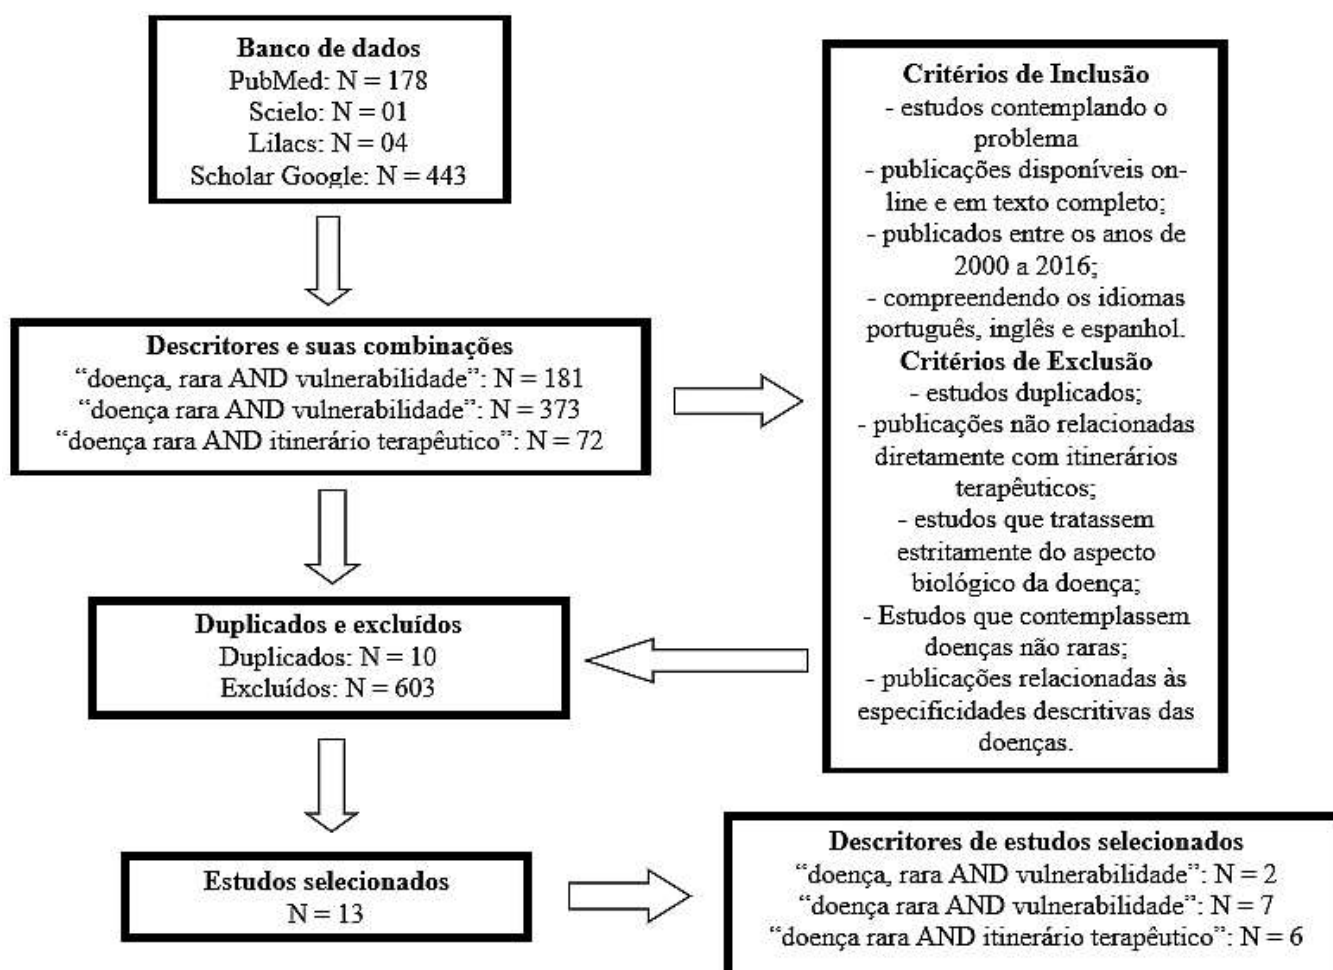 Banco de dados
PubMed: N = 178
Scielo: N = 01
Lilacs: N = 04
Scholar Google: N = 443
Descritores e suas combinações
“doença, rara AND vulnerabilidade”: N = 181
“doença rara AND vulnerabilidade”: N = 373
“doença rara AND itinerário terapêutico”: N = 72
Critérios de Inclusão
- estudos contemplando o
problema
- publicações disponíveis on-
line e em texto completo;
- publicados entre os anos de
2000 a 2016;
- compreendendo os idiomas
português, inglês e espanhol.
Critérios de Exclusão
- estudos duplicados;
- publicações não relacionadas
diretamente com itinerários
terapêuticos;
- estudos que tratassem
estritamente do aspecto
biológico da doença;
- Estudos que contemplassem
doenças não raras;
- publicações relacionadas às
especificidades descritivas das
doenças.
Duplicados e excluídos
Duplicados: N = 10
Excluídos: N = 603
Estudos selecionados
N = 13
Descritores de estudos selecionados
“doença, rara AND vulnerabilidade”: N = 2
“doença rara AND vulnerabilidade”: N = 7
“doença rara AND itinerário terapêutico”: N = 6